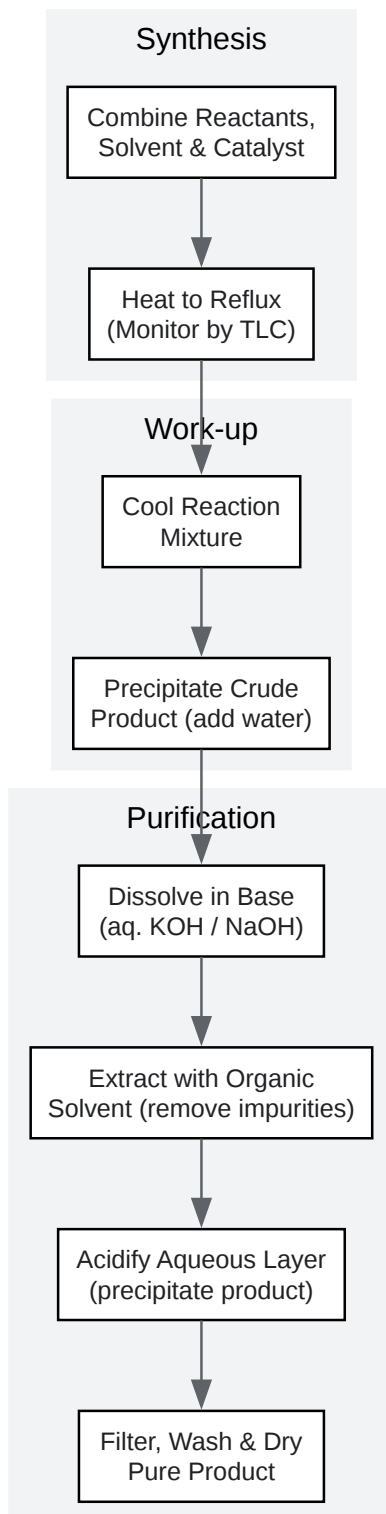 Synthesis
Combine Reactants,
Solvent & Catalyst
Heat to Reflux
(Monitor by TLC)
Work-up
Cool Reaction
Mixture
Precipitate Crude
Product (add water)
Purification
Dissolve in Base
(aq. KOH / NaOH)
Extract with Organic
Solvent (remove impurities)
Acidify Aqueous Layer
(precipitate product)
Filter, Wash & Dry
Pure Product